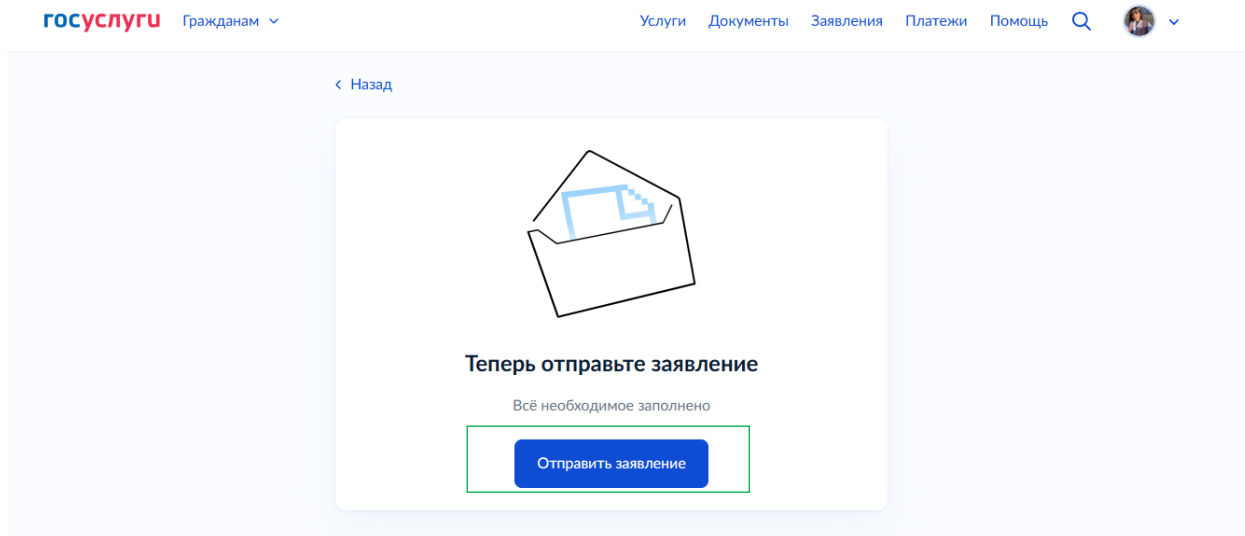 госуслуги Гражданам Услуги Документы Заявления Платежи Помощь
Назад
Теперь отправьте заявление
Всё необходимое заполнено
Отправить заявление